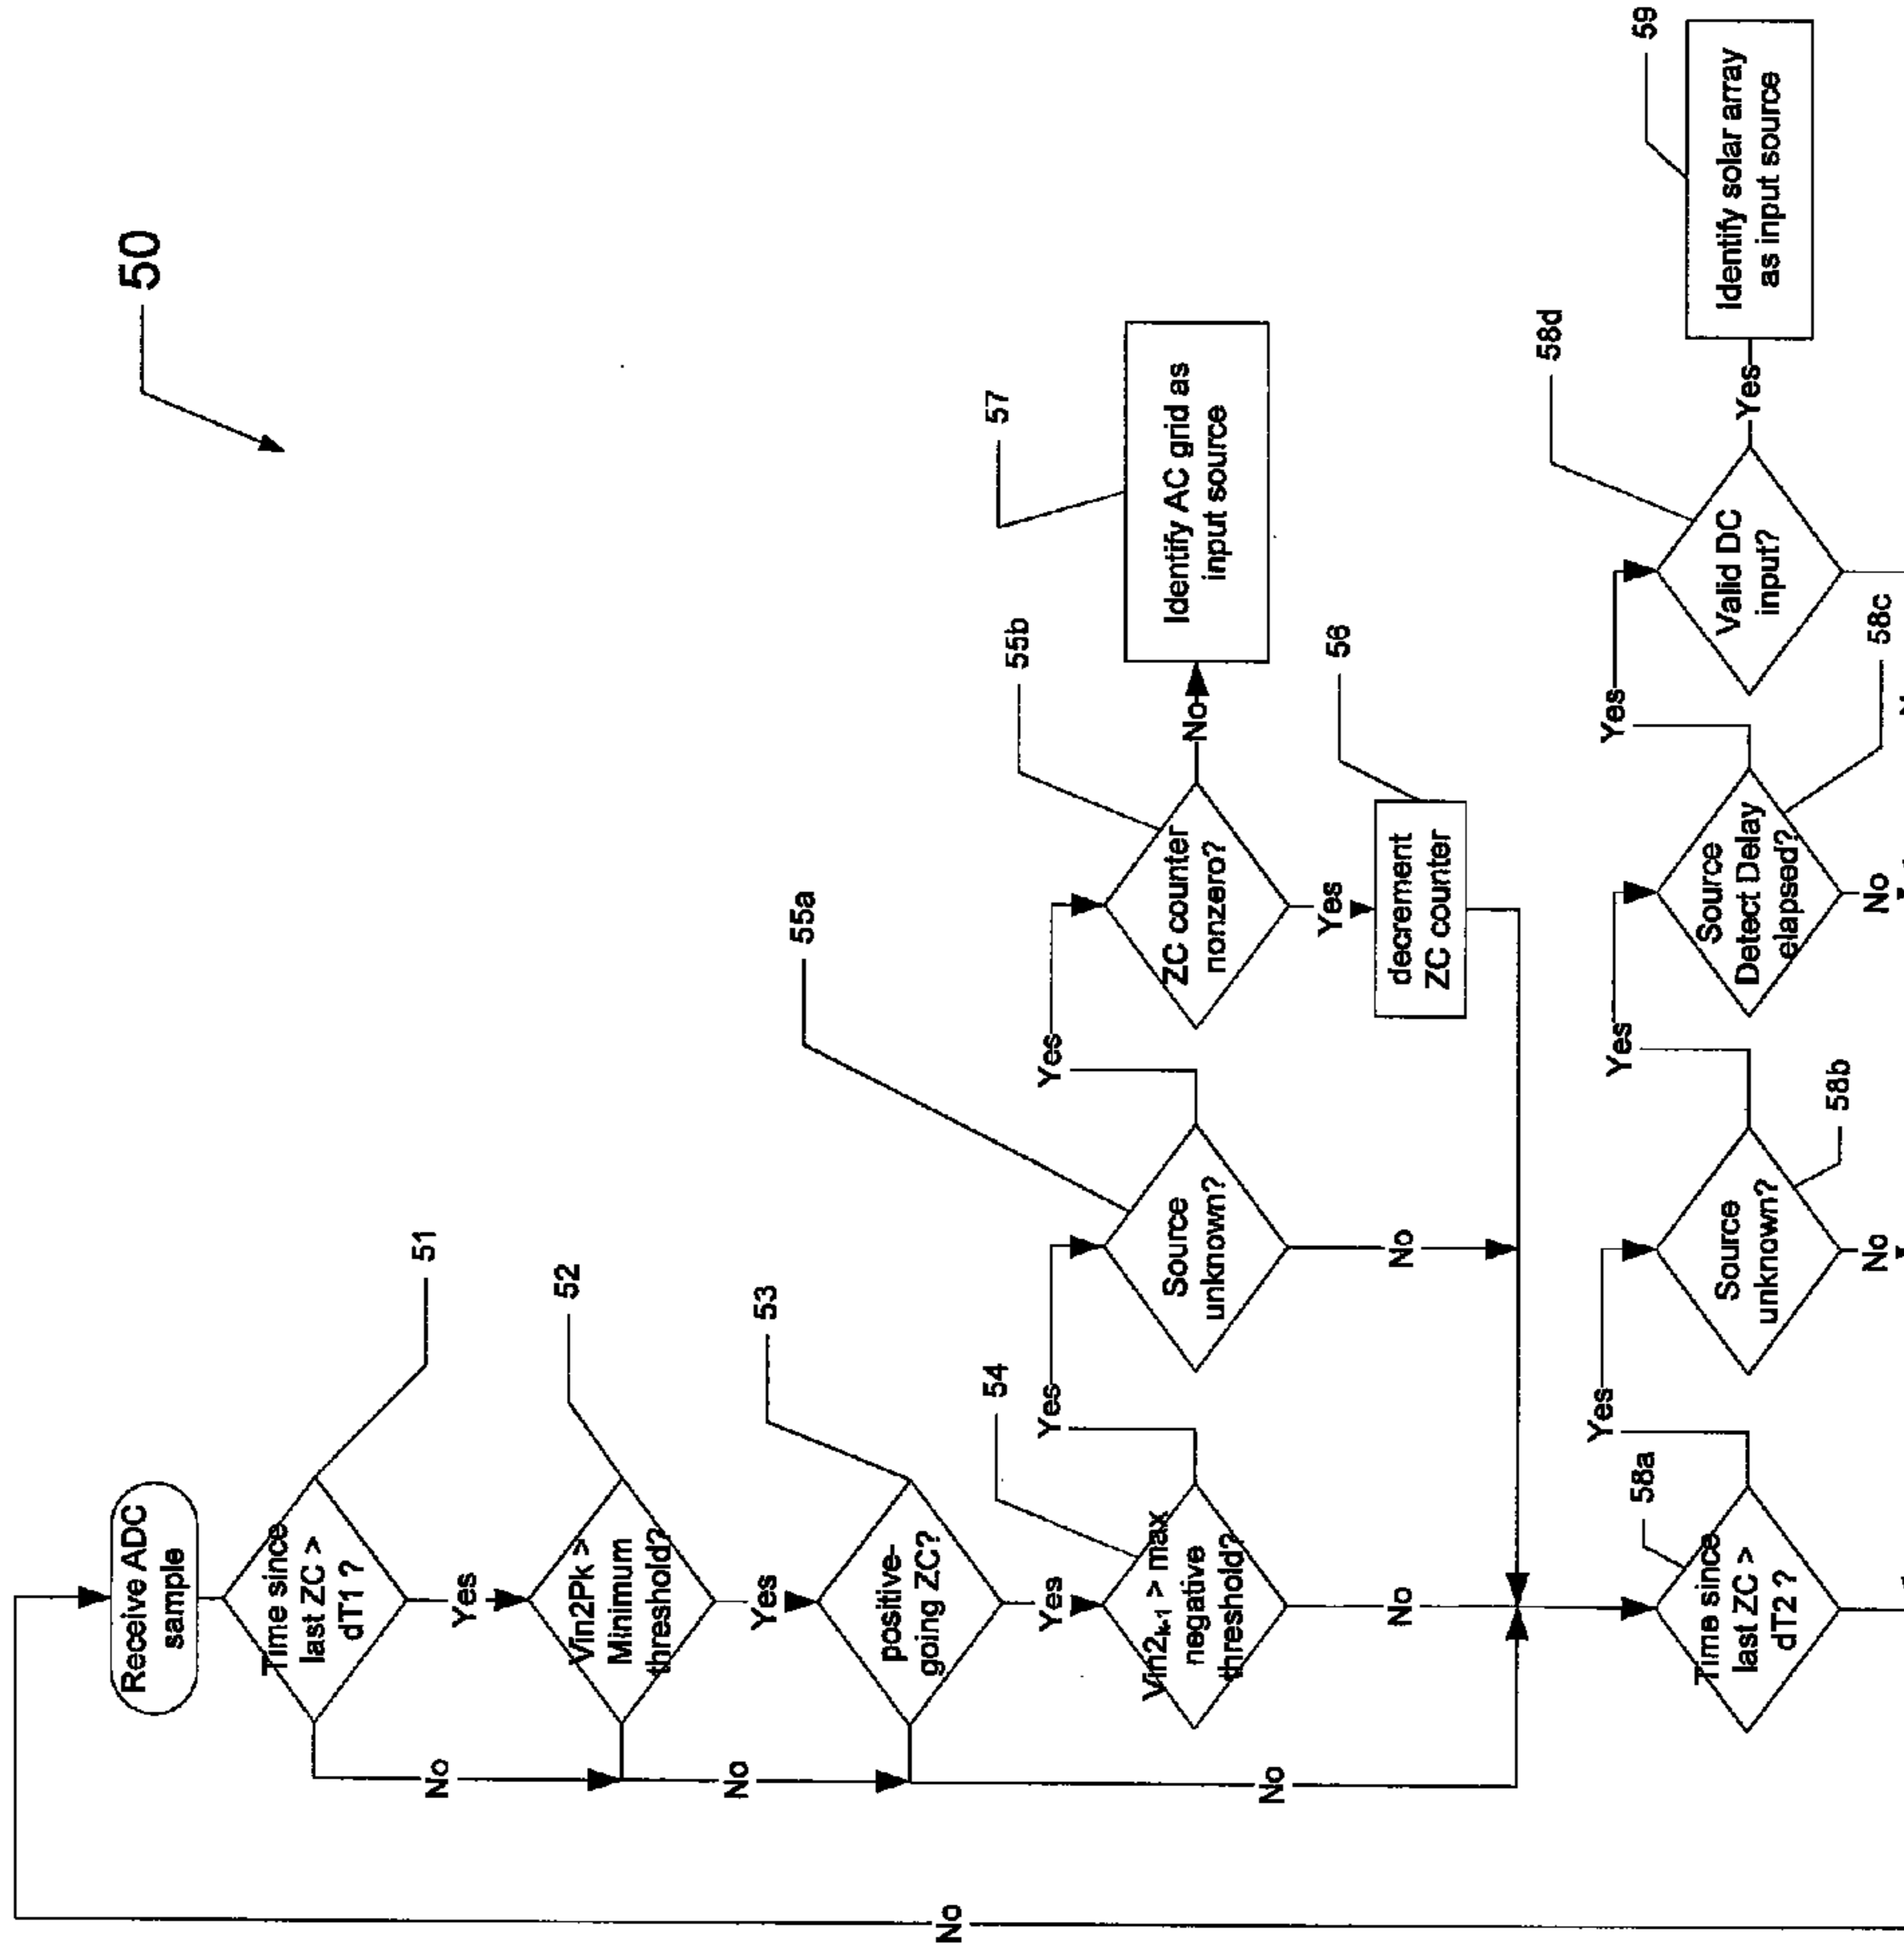 50
Receive ADC
sample
Time since
last ZC >
dT1 ?
51
No
Yes
Vin2Pk >
Minimum
threshold?
52
No
Yes
positive-
going ZC?
53
No
Yes
Vin2k-1 > max
negative
threshold?
54
Yes
No
Source
unknown?
55a
Yes
No
ZC counter
nonzero?
55b
No
Yes
decrement
ZC counter
56
Identify AC grid as
input source
57
Time since
last ZC >
dT2 ?
58a
Yes
Source
unknown?
58b
Yes
No
Source
Detect Delay
elapsed?
58c
Yes
No
Valid DC
input?
58d
Yes
Identify solar array
as input source
59
No